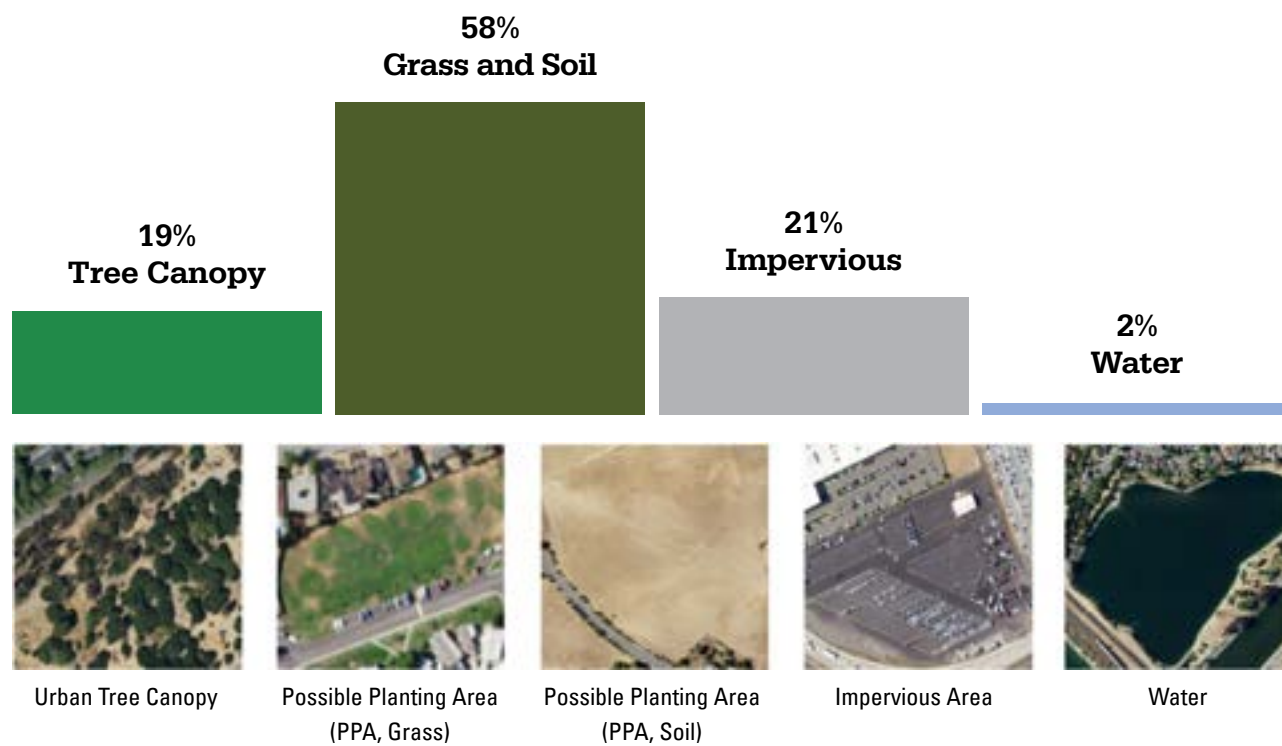 58%
Grass and Soil
19%
Tree Canopy
21%
Impervious
2%
Water
Urban Tree Canopy
Possible Planting Area
(PPA, Grass)
Possible Planting Area
(PPA, Soil)
Impervious Area
Water